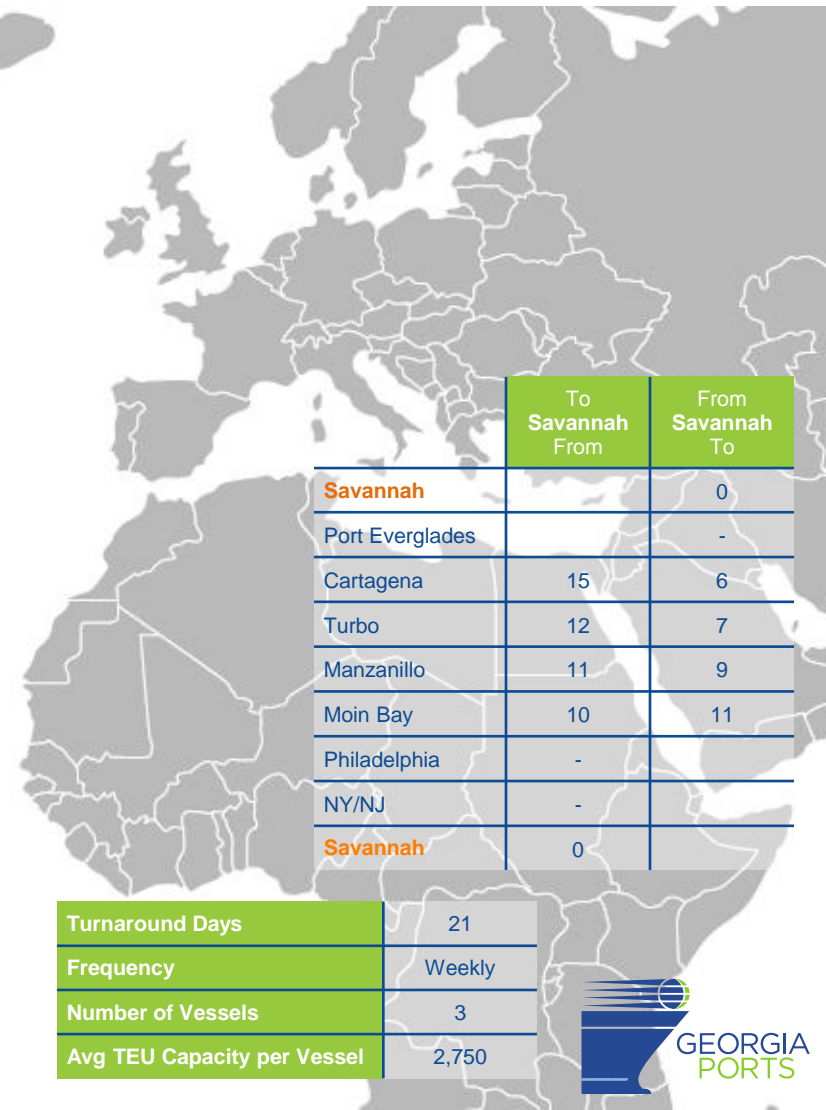 To
Savannah
From
From
Savannah
To
Savannah 0
Port Everglades -
Cartagena 15 6
Turbo 12 7
Manzanillo 11 9
Moin Bay 10 11
Philadelphia -
NY/NJ -
Savannah 0
Turnaround Days 21
Frequency Weekly
Number of Vessels 3
Avg TEU Capacity per Vessel 2,750
GEORGIA
PORTS